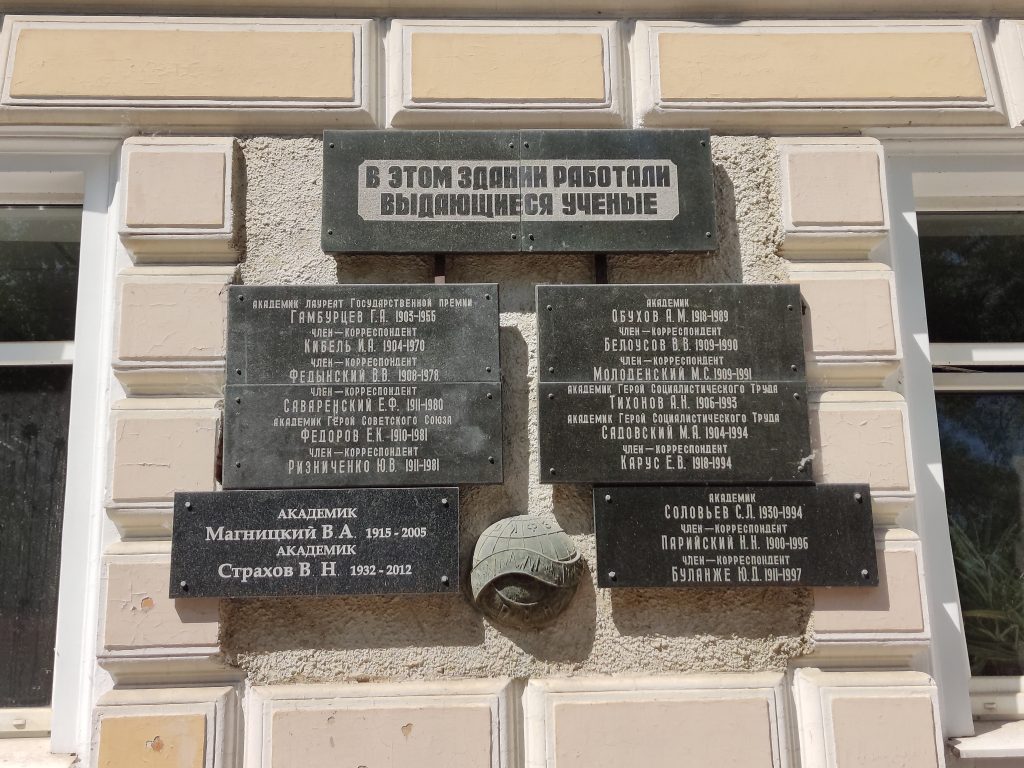 В ЭТОМ ЗДАНИИ РАБОТАЛИ
ВЫДАЮЩИЕСЯ УЧЕНЫЕ
АКАДЕМИК ЛАУРЕАТ ГОСУДАРСТВЕННОЙ ПРЕМИИ
ГАМБУРЦЕВ Г.А. 1903-1955
ЧЛЕН-КОРРЕСПОНДЕНТ
КИБЕЛЬ И.А. 1904-1970
ЧЛЕН-КОРРЕСПОНДЕНТ
ФЕДЫНСКИЙ В.В. 1908-1978
ЧЛЕН-КОРРЕСПОНДЕНТ
САВАРЕНСКИЙ Е.Ф. 1911-1980
АКАДЕМИК ГЕРОЙ СОВЕТСКОГО СОЮЗА
ФЕДОРОВ Е.К. 1910-1981
ЧЛЕН-КОРРЕСПОНДЕНТ
РИЗНИЧЕНКО Ю.В. 1911-1981
АКАДЕМИК
Магницкий В.А 1915 - 2005
АКАДЕМИК
Страхов В Н 1932 - 2012
АКАДЕМИК
ОБУХОВ А.М. 1918-1989
ЧЛЕН-КОРРЕСПОНДЕНТ
БЕЛОУСОВ В.В. 1909-1990
ЧЛЕН-КОРРЕСПОНДЕНТ
МОЛОДЕНСКИЙ М.С. 1909-1991
АКАДЕМИК ГЕРОЙ СОЦИАЛИСТИЧЕСКОГО ТРУДА
ТИХОНОВ А.Н. 1906-1993
АКАДЕМИК ГЕРОЙ СОЦИАЛИСТИЧЕСКОГО ТРУДА
САДОВСКИЙ М.А. 1904-1994
ЧЛЕН-КОРРЕСПОНДЕНТ
КАРУС Е.В. 1918-1994
АКАДЕМИК
СОЛОВЬЕВ С.Л. 1930-1994
ЧЛЕН-КОРРЕСПОНДЕНТ
ПАРИЙСКИЙ Н.Н. 1900-1996
ЧЛЕН-КОРРЕСПОНДЕНТ
БУЛАНЖЕ Ю.Д. 1911-1997